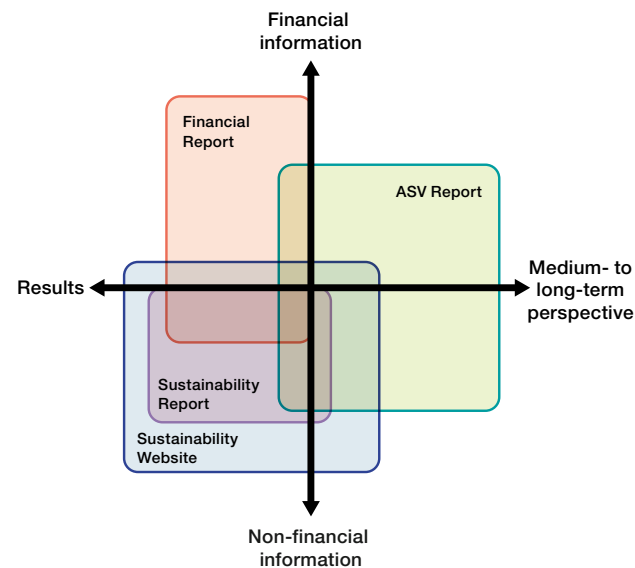 Financial
information
Financial
Report
ASV Report
Results
Medium- to
long-term
perspective
Sustainability
Report
Sustainability
Website
Non-financial
information